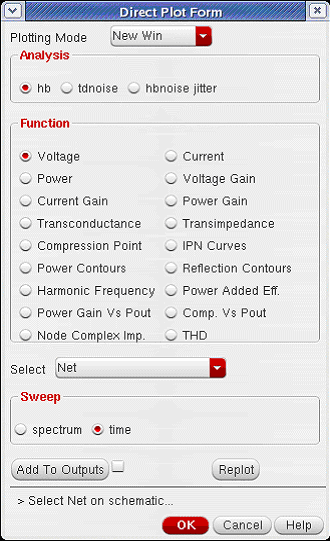 Direct Plot Form
Plotting Mode New Win
Analysis
hb tdnoise hbnoise jitter
Function
Voltage Current
Power Voltage Gain
Current Gain Power Gain
Transconductance Transimpedance
Compression Point IPN Curves
Power Contours Reflection Contours
Harmonic Frequency Power Added Eff.
Power Gain Vs Pout Comp. Vs Pout
Node Complex Imp. THD
Select Net
Sweep
spectrum time
Add To Outputs Replot
> Select Net on schematic...
OK Cancel Help